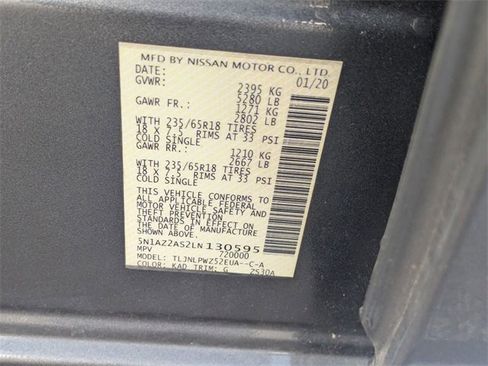 MFD BY NISSAN MOTOR CO., LTD.
DATE: 01/20
GVWR: 2395 KG
5280 LB
GAWR FR.: 1271 KG
2802 LB
WITH 235/65R18 TIRES
18 X 7.5 RIMS AT 33 PSI
COLD SINGLE
GAWR RR.: 1210 KG
2667 LB
WITH 235/65R18 TIRES
18 X 7.5 RIMS AT 33 PSI
COLD SINGLE
THIS VEHICLE CONFORMS TO
ALL APPLICABLE FEDERAL
MOTOR VEHICLE SAFETY AND
THEFT PREVENTION
STANDARDS IN EFFECT ON
THE DATE OF MANUFACTURE
5N1AZ2AS2LN130595
MPV 720000
MODEL: TLJNLPWZ52EUA--C-A
COLOR: KAD TRIM: G ZS3DA